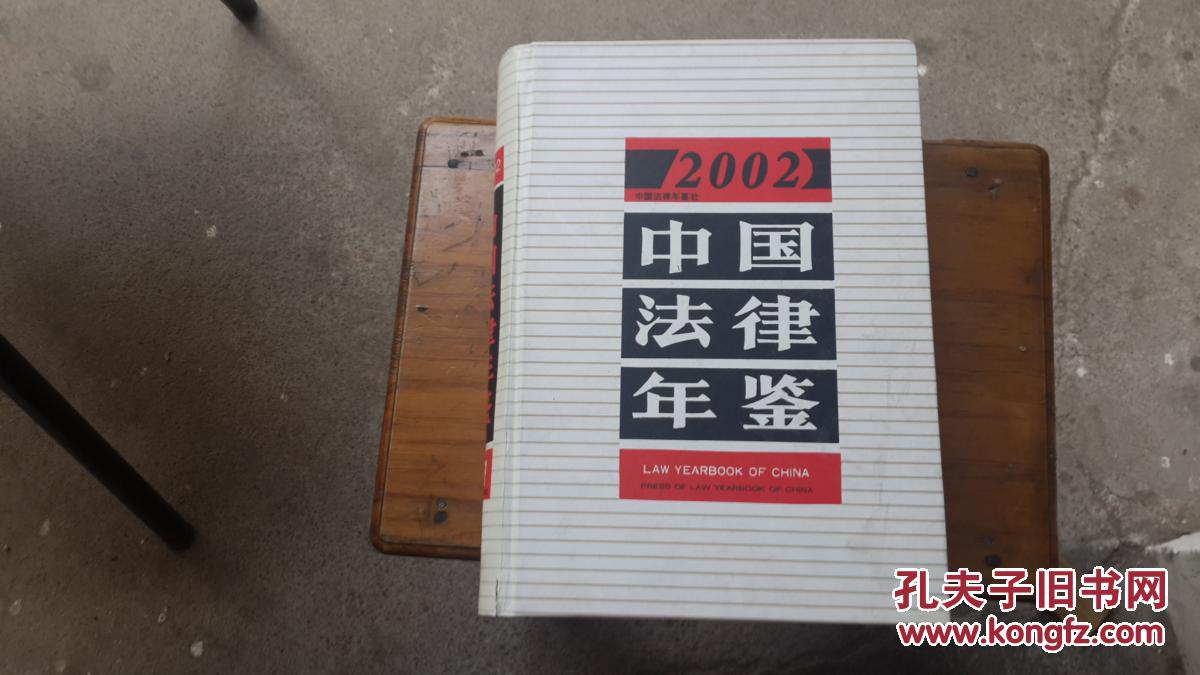 2002
中国法律年鉴社
中国
法律
年鉴
LAW YEARBOOK OF CHINA
PRESS OF LAW YEARBOOK OF CHINA
孔夫子旧书网
www.kongfz.com